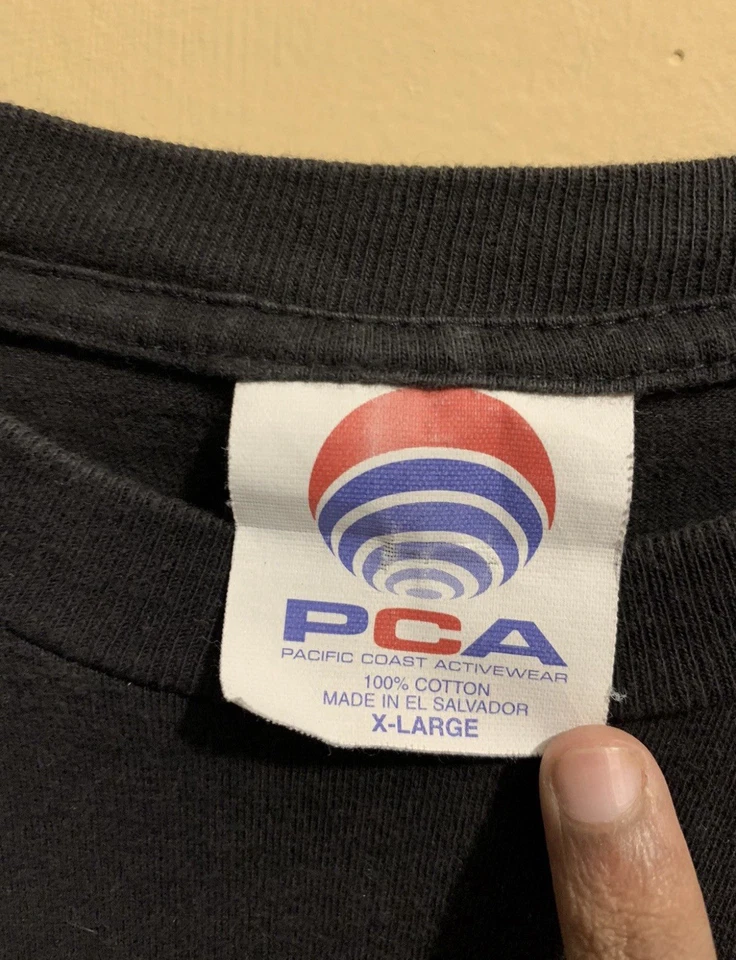 PCA
PACIFIC COAST ACTIVEWEAR
100% COTTON
MADE IN EL SALVADOR
X-LARGE